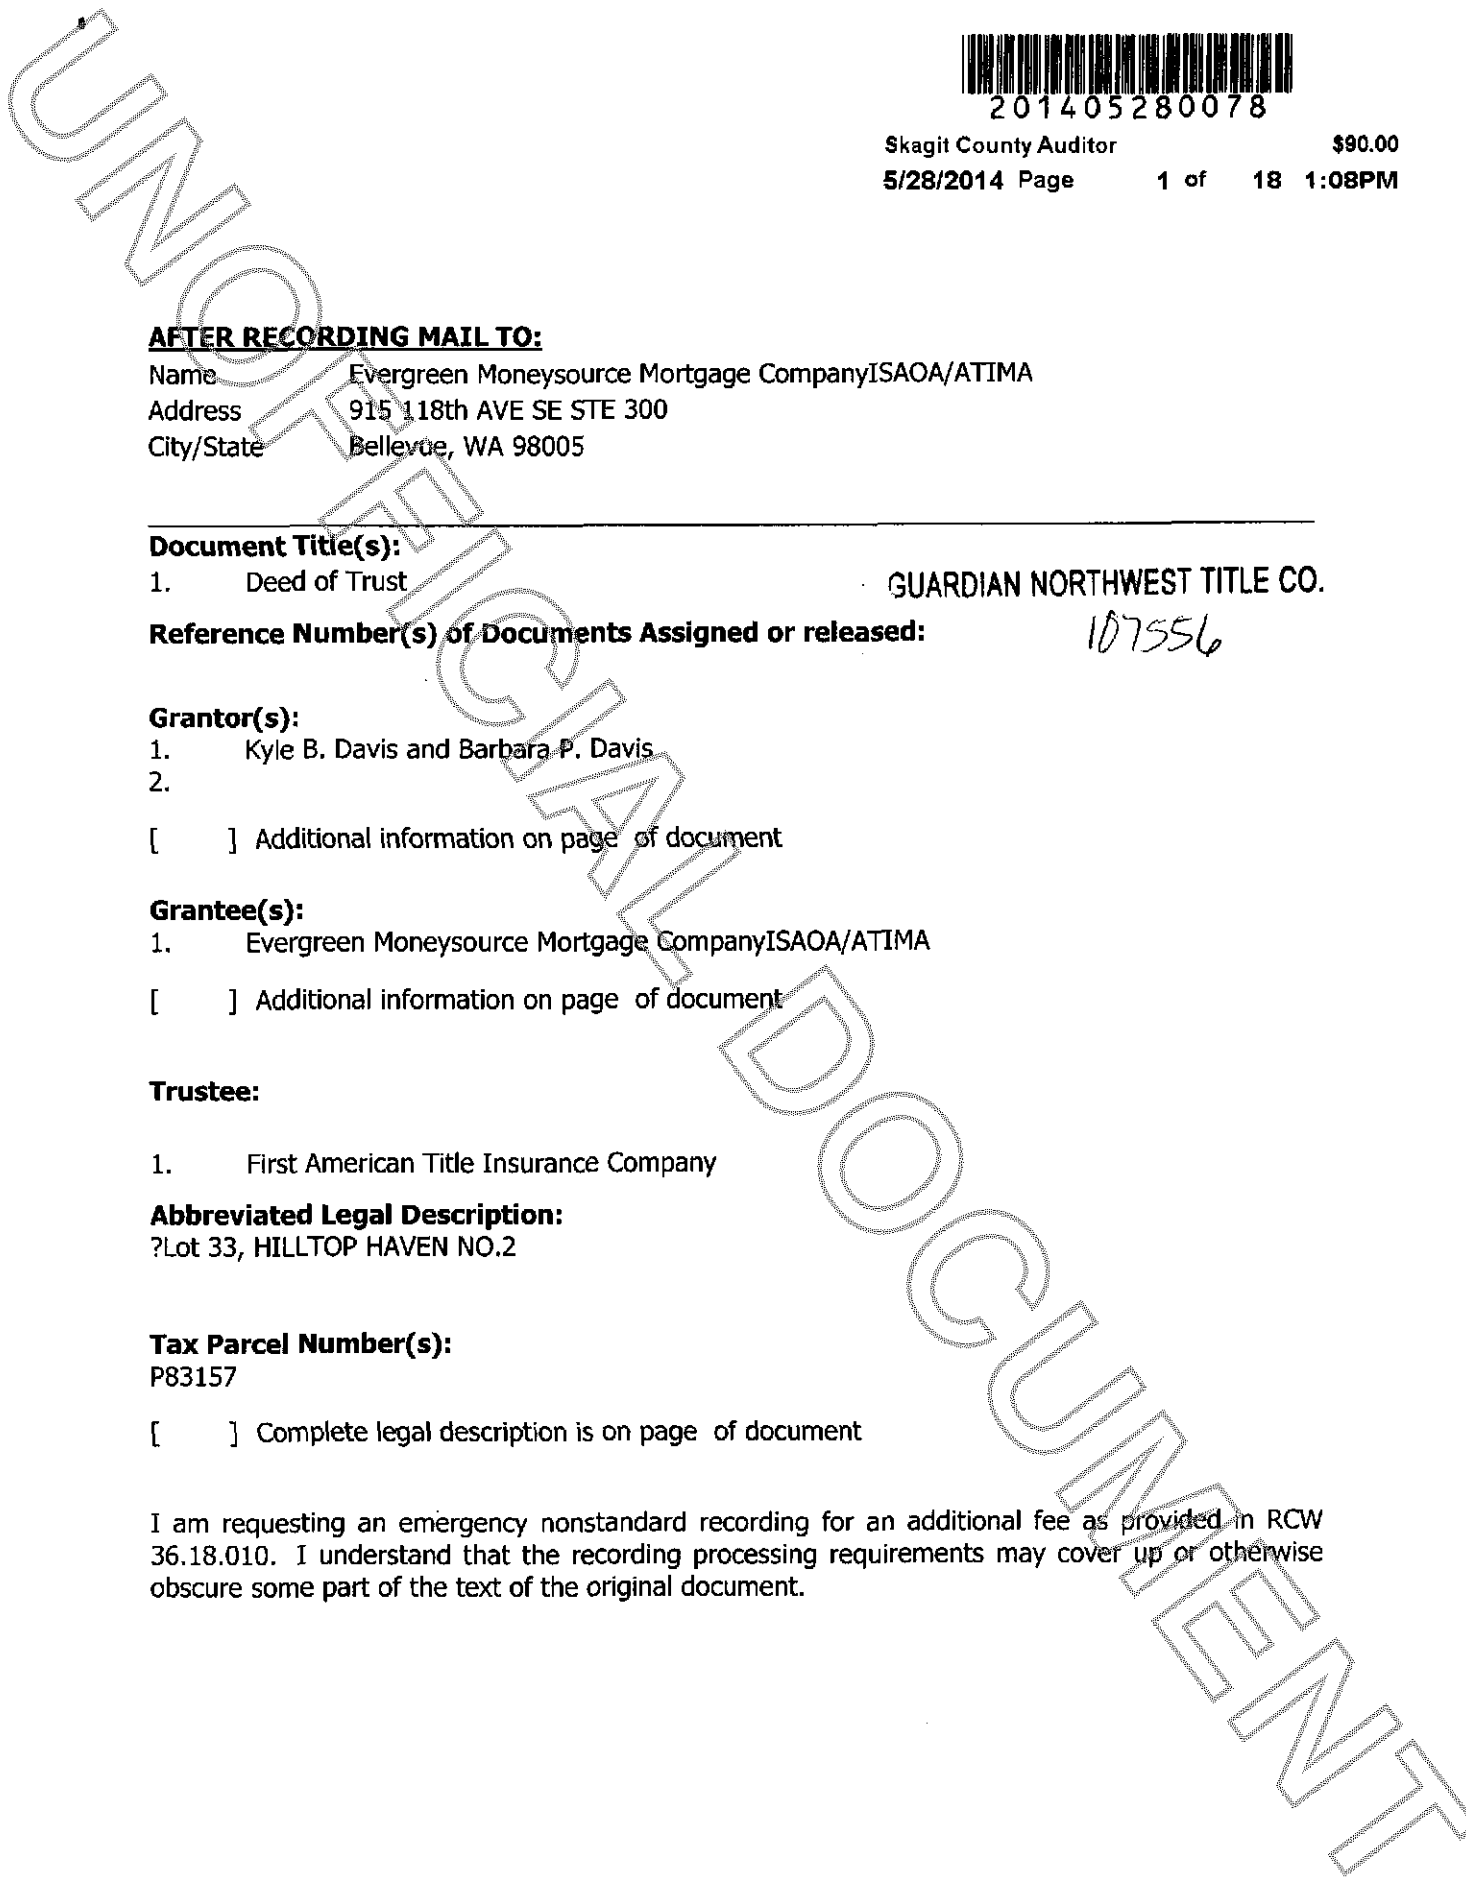 201405280078
Skagit County Auditor $90.00
5/28/2014 Page 1 of 18 1:08PM
AFTER RECORDING MAIL TO:
Name Evergreen Moneysource Mortgage CompanyISAOA/ATIMA
Address 915 118th AVE SE STE 300
City/State Bellevue, WA 98005
Document Title(s):
1. Deed of Trust
GUARDIAN NORTHWEST TITLE CO.
Reference Number(s) of Documents Assigned or released:
107556
Grantor(s):
1. Kyle B. Davis and Barbara P. Davis
2.
[ ] Additional information on page of document
Grantee(s):
1. Evergreen Moneysource Mortgage CompanyISAOA/ATIMA
[ ] Additional information on page of document
Trustee:
1. First American Title Insurance Company
Abbreviated Legal Description:
?Lot 33, HILLTOP HAVEN NO.2
Tax Parcel Number(s):
P83157
[ ] Complete legal description is on page of document
I am requesting an emergency nonstandard recording for an additional fee as provided in RCW
36.18.010. I understand that the recording processing requirements may cover up or otherwise
obscure some part of the text of the original document.
UNOFFICIAL DOCUMENT